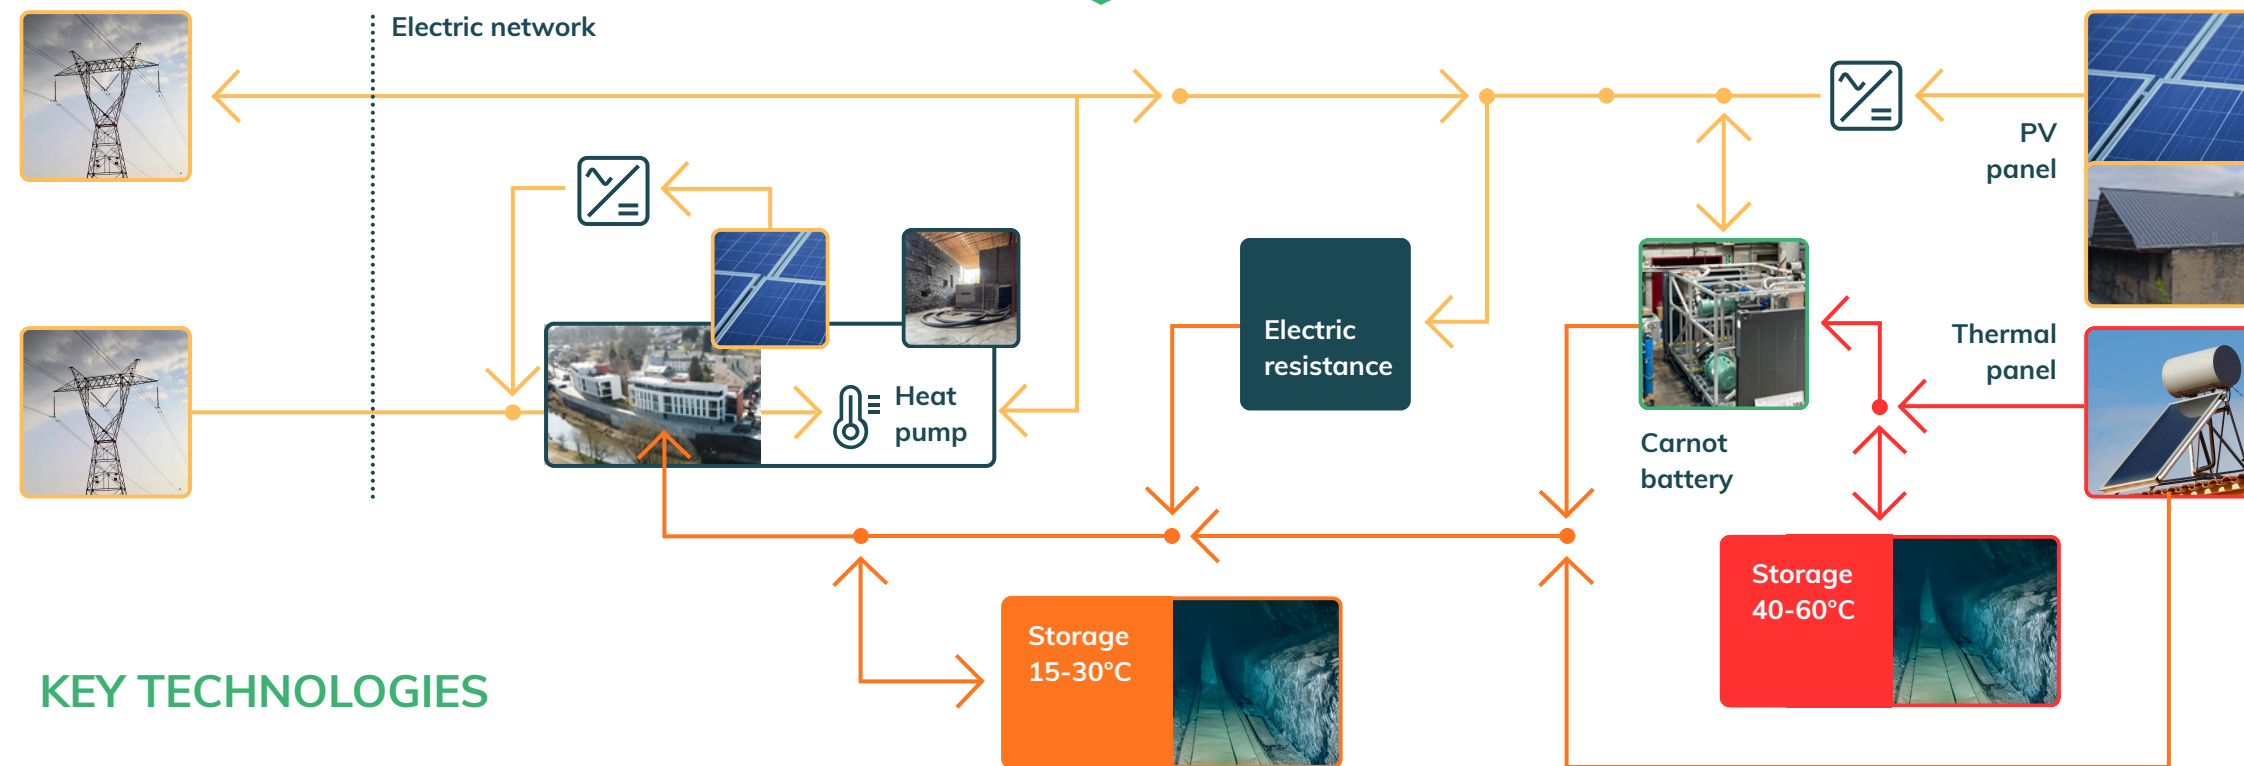 Electric network
PV
panel
Electric
resistance
Thermal
panel
Heat
pump
Carnot
battery
Storage
40-60°C
Storage
15-30°C
KEY TECHNOLOGIES